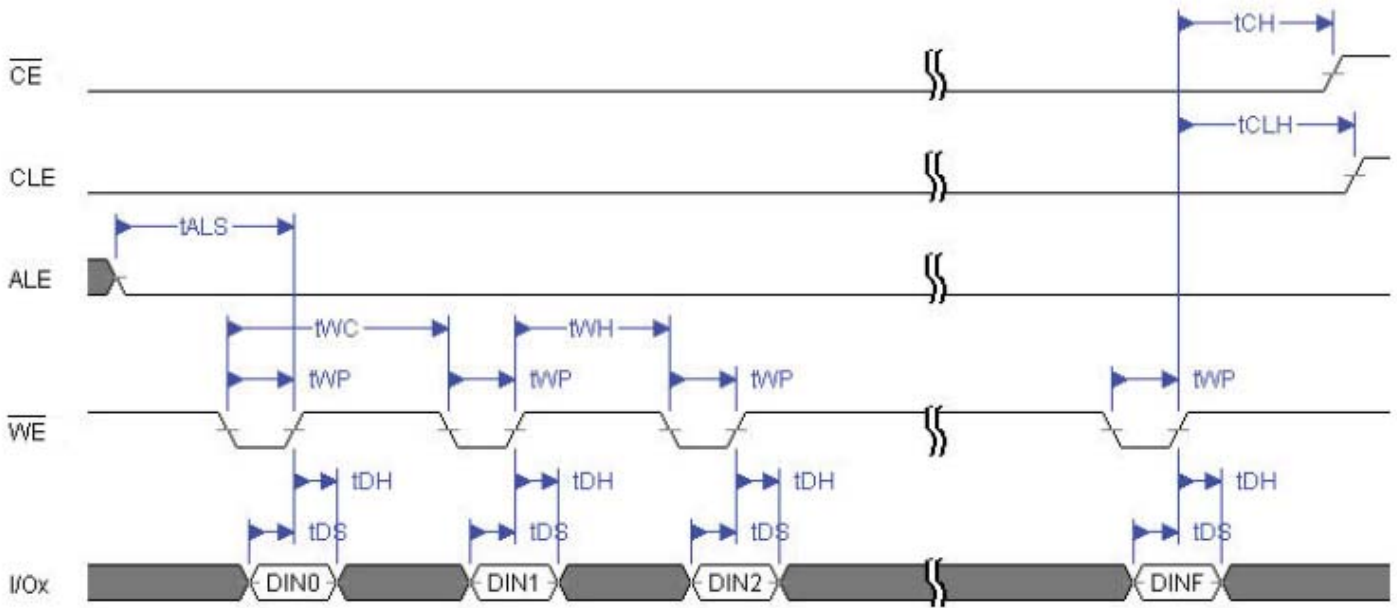 tCH
CE
tCLH
CLE
tALS
ALE
tWC tWH
tWP tWP tWP tWP
WE
tDH tDH tDH tDH
tDS tDS tDS tDS
I/Ox DIN0 DIN1 DIN2 DINF